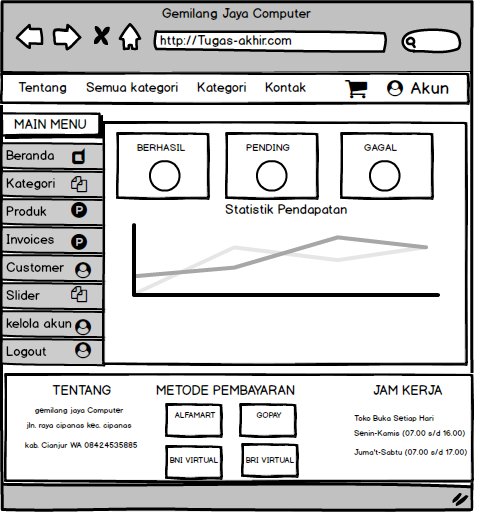 Gemilang Jaya Computer
http://Tugas-akhir.com
Tentang Semua kategori Kategori Kontak Akun
MAIN MENU
Beranda
Kategori
Produk
P
Invoices
P
Customer
Slider
kelola akun
Logout
BERHASIL PENDING GAGAL
Statistik Pendapatan
TENTANG
gemilang jaya Computer
jln. raya cipanas kec. cipanas
kab. Cianjur WA 08424535885
METODE PEMBAYARAN
ALFAMART GOPAY
BNI VIRTUAL BRI VIRTUAL
JAM KERJA
Toko Buka Setiap Hari
Senin-Kamis (07.00 s/d 16.00)
Juma't-Sabtu (07.00 s/d 17.00)